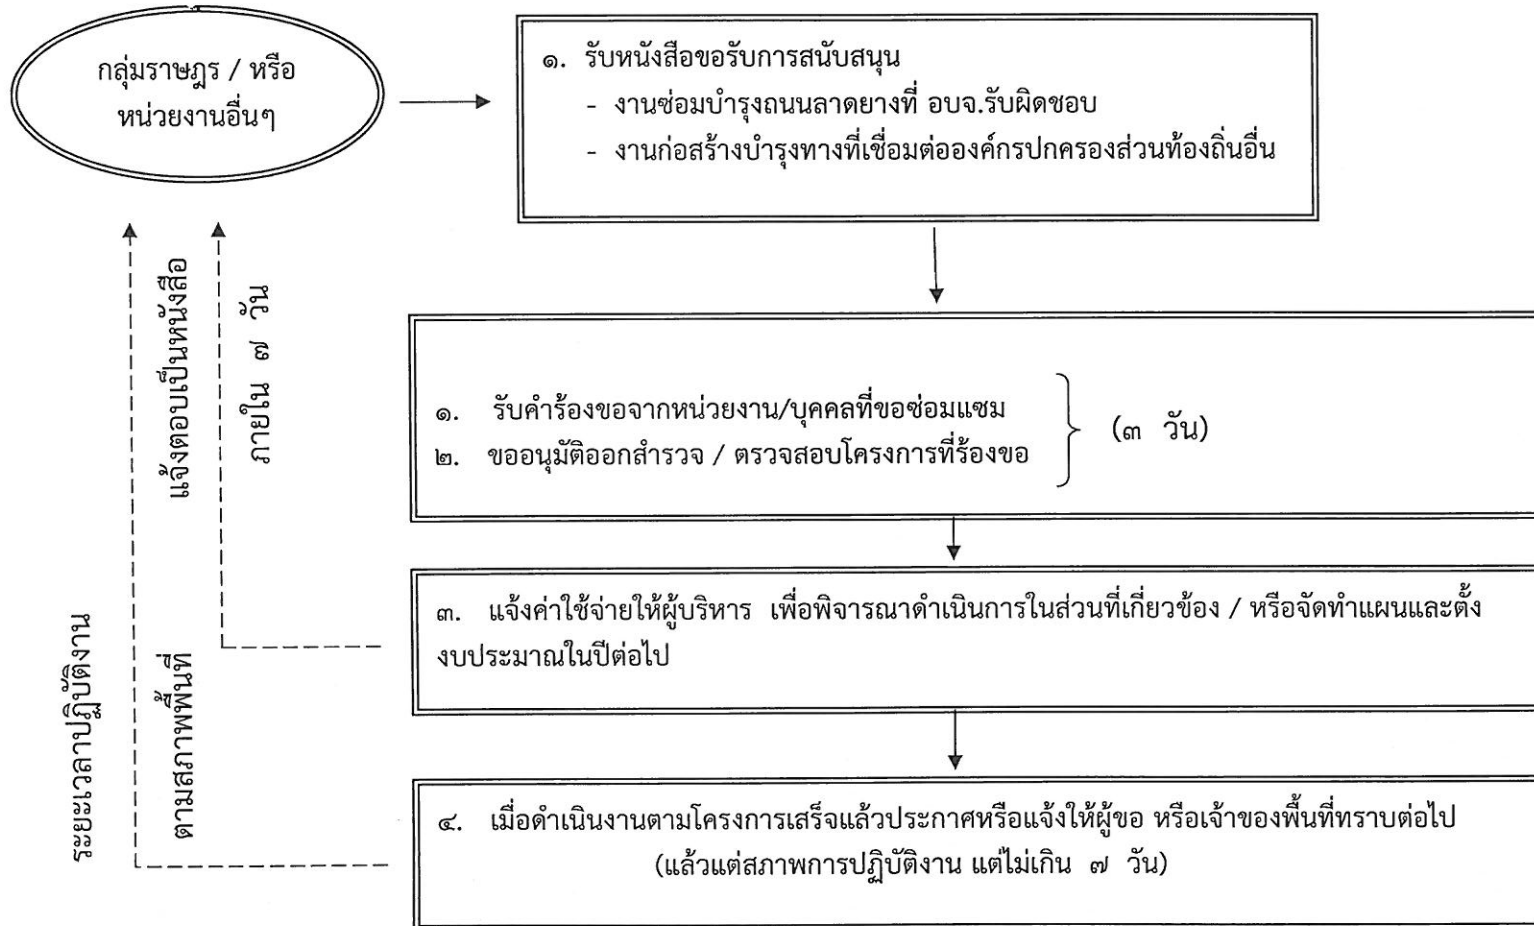 กลุ่มราษฎร / หรือ
หน่วยงานอื่นๆ
๑. รับหนังสือขอรับการสนับสนุน
- งานซ่อมบำรุงถนนลาดยางที่ อบจ.รับผิดชอบ
- งานก่อสร้างบำรุงทางที่เชื่อมต่อองค์กรปกครองส่วนท้องถิ่นอื่น
แจ้งตอบเป็นหนังสือ
ภายใน ๗ วัน
๑. รับคำร้องขอจากหน่วยงาน/บุคคลที่ขอซ่อมแซม
๒. ขออนุมัติออกสำรวจ / ตรวจสอบโครงการที่ร้องขอ
(๓ วัน)
๓. แจ้งค่าใช้จ่ายให้ผู้บริหาร เพื่อพิจารณาดำเนินการในส่วนที่เกี่ยวข้อง / หรือจัดทำแผนและตั้ง
งบประมาณในปีต่อไป
ระยะเวลาปฏิบัติงาน
ตามสภาพพื้นที่
๔. เมื่อดำเนินงานตามโครงการเสร็จแล้วประกาศหรือแจ้งให้ผู้ขอ หรือเจ้าของพื้นที่ทราบต่อไป
(แล้วแต่สภาพการปฏิบัติงาน แต่ไม่เกิน ๗ วัน)